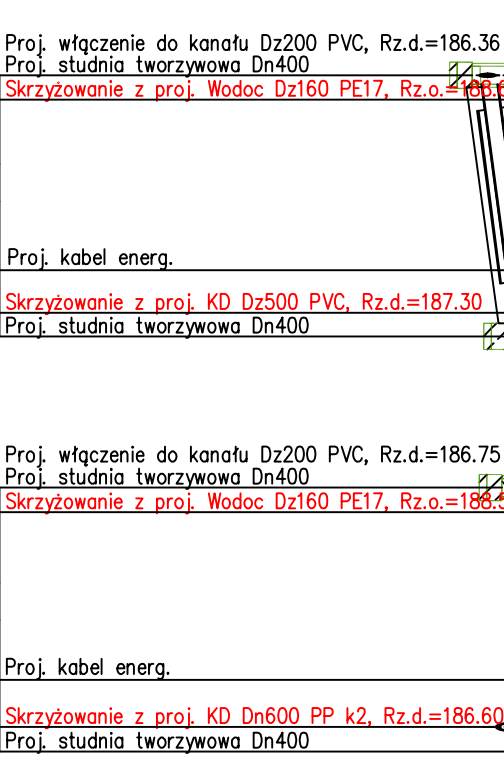 Proj. włączenie do kanału Dz200 PVC, Rz.d.=186.36
Proj. studnia tworzywowa Dn400
Skrzyżowanie z proj. Wodoc Dz160 PE17, Rz.o.=188.
Proj. kabel energ.
Skrzyżowanie z proj. KD Dz500 PVC, Rz.d.=187.30
Proj. studnia tworzywowa Dn400
Proj. włączenie do kanału Dz200 PVC, Rz.d.=186.75
Proj. studnia tworzywowa Dn400
Skrzyżowanie z proj. Wodoc Dz160 PE17, Rz.o.=188.
Proj. kabel energ.
Skrzyżowanie z proj. KD Dn600 PP k2, Rz.d.=186.60
Proj. studnia tworzywowa Dn400